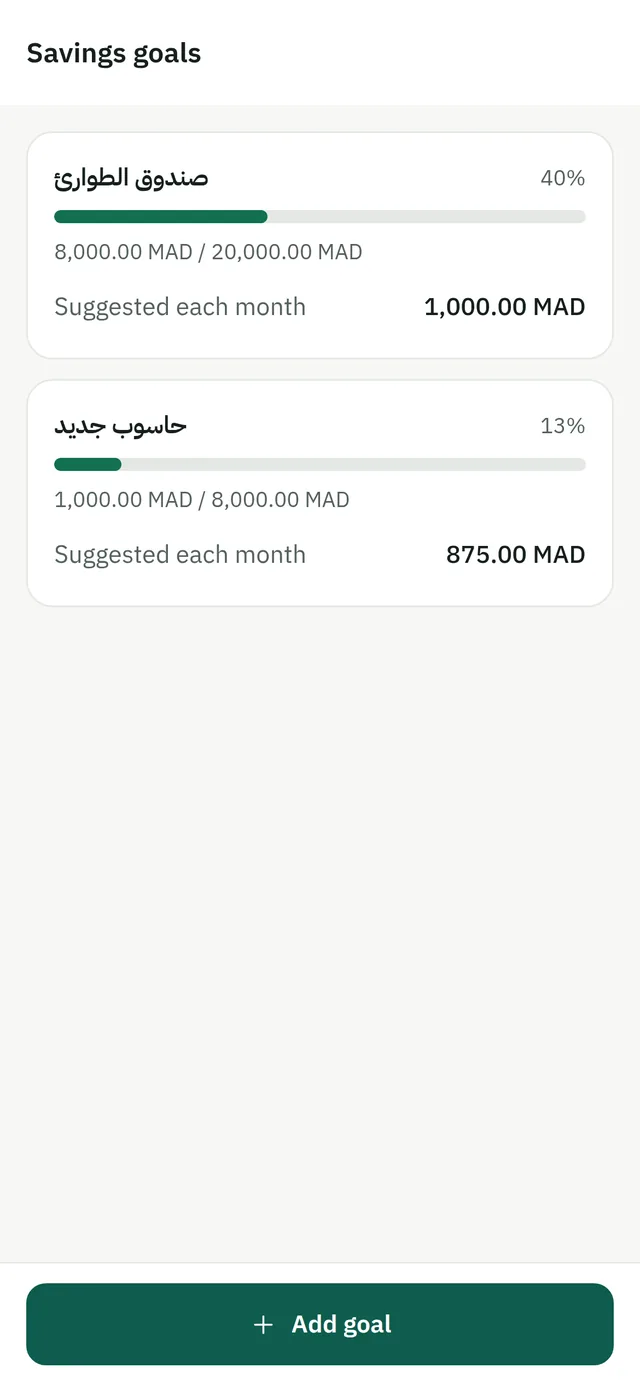 Savings goals
صندوق الطوارئ 40%
8,000.00 MAD / 20,000.00 MAD
Suggested each month 1,000.00 MAD
حاسوب جديد 13%
1,000.00 MAD / 8,000.00 MAD
Suggested each month 875.00 MAD
+ Add goal